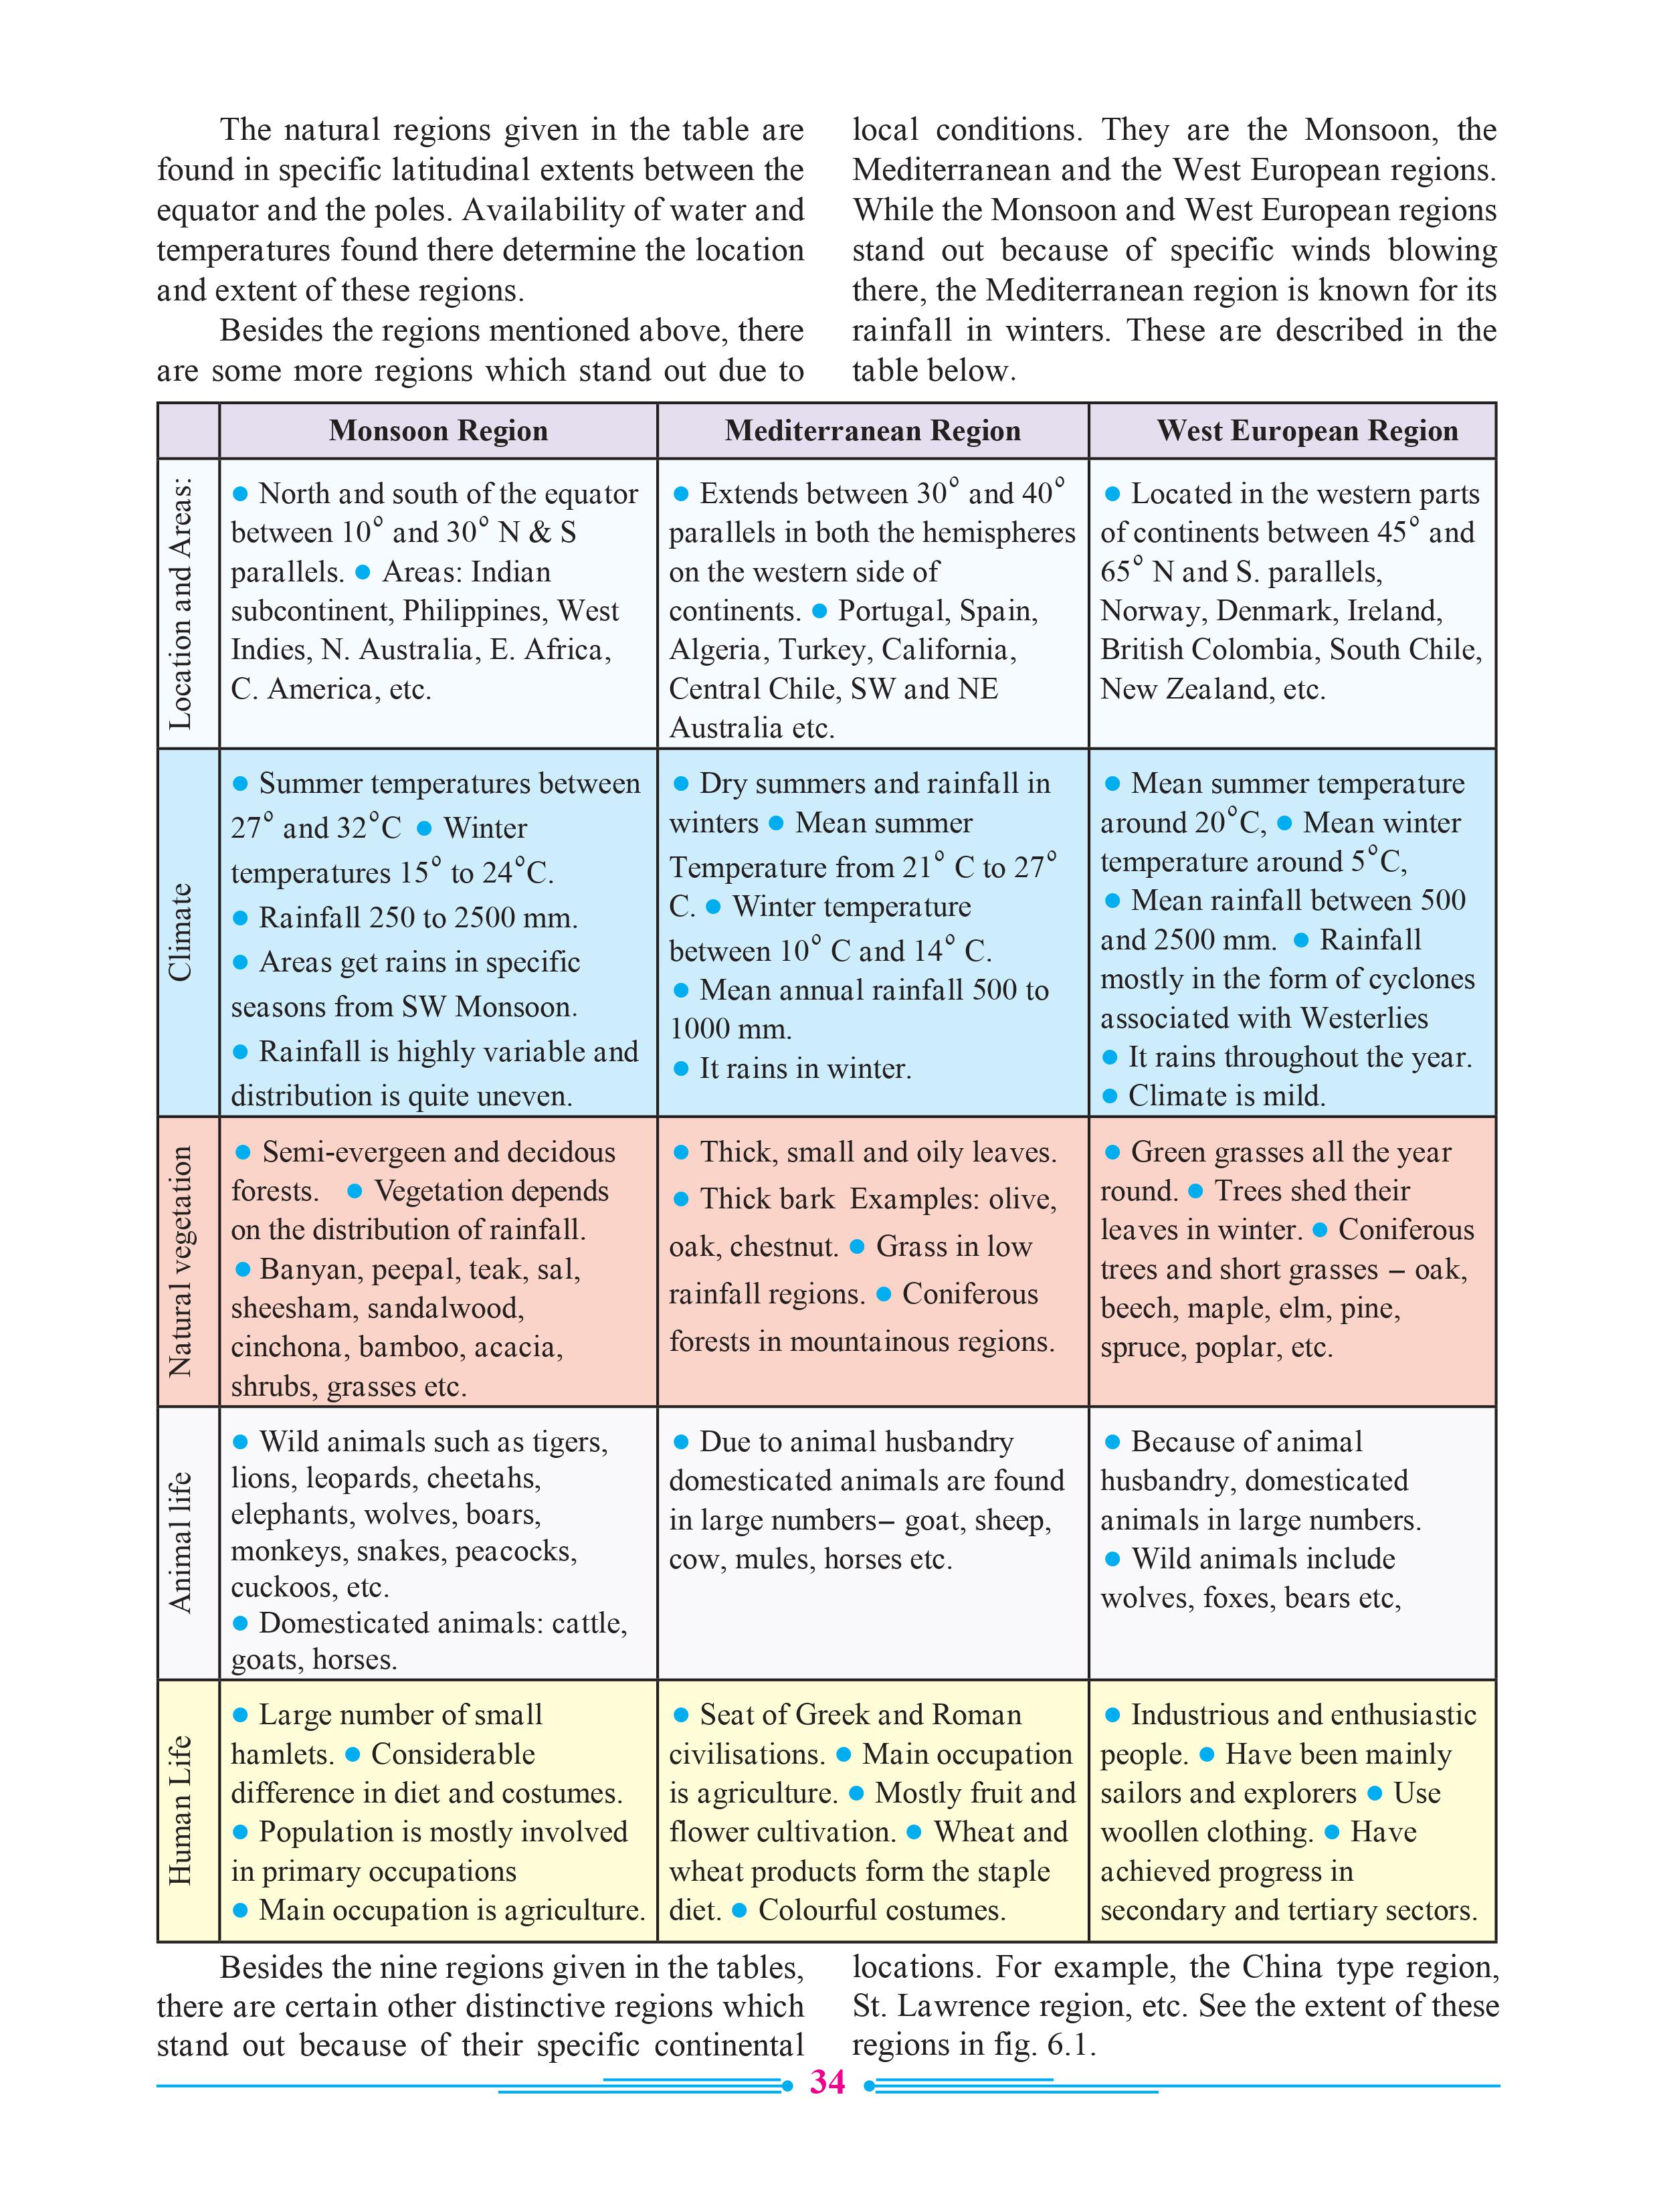 The natural regions given in the table are
found in specific latitudinal extents between the
equator and the poles. Availability of water and
temperatures found there determine the location
and extent of these regions.
Besides the regions mentioned above, there
are some more regions which stand out due to
local conditions. They are the Monsoon, the
Mediterranean and the West European regions.
While the Monsoon and West European regions
stand out because of specific winds blowing
there, the Mediterranean region is known for its
rainfall in winters. These are described in the
table below.
Monsoon Region
Mediterranean Region
West European Region
Location and Areas:
● North and south of the equator
between 10° and 30° N & S
parallels. ● Areas: Indian
subcontinent, Philippines, West
Indies, N. Australia, E. Africa,
C. America, etc.
● Extends between 30° and 40°
parallels in both the hemispheres
on the western side of
continents. ● Portugal, Spain,
Algeria, Turkey, California,
Central Chile, SW and NE
Australia etc.
● Located in the western parts
of continents between 45° and
65° N and S. parallels,
Norway, Denmark, Ireland,
British Colombia, South Chile,
New Zealand, etc.
Climate
● Summer temperatures between
27° and 32°C ● Winter
temperatures 15° to 24°C.
● Rainfall 250 to 2500 mm.
● Areas get rains in specific
seasons from SW Monsoon.
● Rainfall is highly variable and
distribution is quite uneven.
● Dry summers and rainfall in
winters ● Mean summer
Temperature from 21° C to 27°
C. ● Winter temperature
between 10° C and 14° C.
● Mean annual rainfall 500 to
1000 mm.
● It rains in winter.
● Mean summer temperature
around 20°C, ● Mean winter
temperature around 5°C,
● Mean rainfall between 500
and 2500 mm. ● Rainfall
mostly in the form of cyclones
associated with Westerlies
● It rains throughout the year.
● Climate is mild.
Natural vegetation
● Semi-evergeen and decidous
forests. ● Vegetation depends
on the distribution of rainfall.
● Banyan, peepal, teak, sal,
sheesham, sandalwood,
cinchona, bamboo, acacia,
shrubs, grasses etc.
● Thick, small and oily leaves.
● Thick bark Examples: olive,
oak, chestnut. ● Grass in low
rainfall regions. ● Coniferous
forests in mountainous regions.
● Green grasses all the year
round. ● Trees shed their
leaves in winter. ● Coniferous
trees and short grasses – oak,
beech, maple, elm, pine,
spruce, poplar, etc.
Animal life
● Wild animals such as tigers,
lions, leopards, cheetahs,
elephants, wolves, boars,
monkeys, snakes, peacocks,
cuckoos, etc.
● Domesticated animals: cattle,
goats, horses.
● Due to animal husbandry
domesticated animals are found
in large numbers– goat, sheep,
cow, mules, horses etc.
● Because of animal
husbandry, domesticated
animals in large numbers.
● Wild animals include
wolves, foxes, bears etc,
Human Life
● Large number of small
hamlets. ● Considerable
difference in diet and costumes.
● Population is mostly involved
in primary occupations
● Main occupation is agriculture.
● Seat of Greek and Roman
civilisations. ● Main occupation
is agriculture. ● Mostly fruit and
flower cultivation. ● Wheat and
wheat products form the staple
diet. ● Colourful costumes.
● Industrious and enthusiastic
people. ● Have been mainly
sailors and explorers ● Use
woollen clothing. ● Have
achieved progress in
secondary and tertiary sectors.
Besides the nine regions given in the tables,
there are certain other distinctive regions which
stand out because of their specific continental
locations. For example, the China type region,
St. Lawrence region, etc. See the extent of these
regions in fig. 6.1.
34